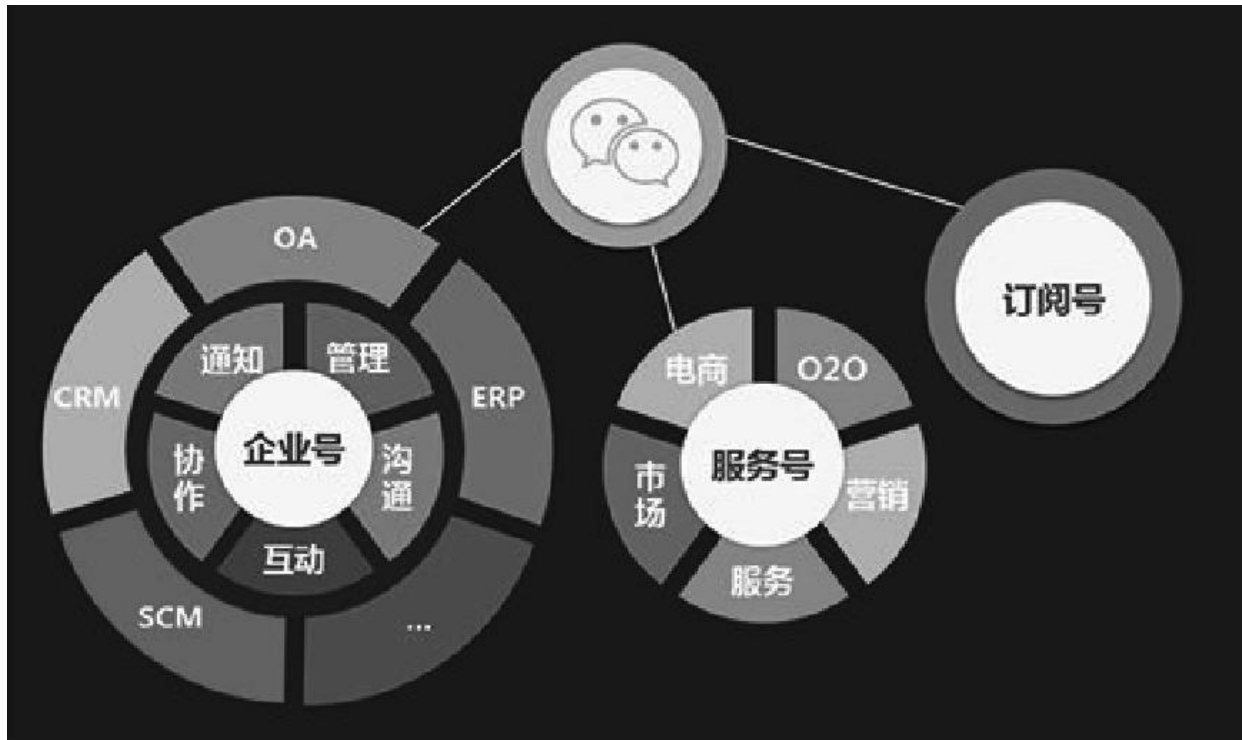 OA
CRM
ERP
SCM
...
通知
管理
协作
沟通
互动
企业号
电商
O2O
市场
营销
服务
服务号
订阅号